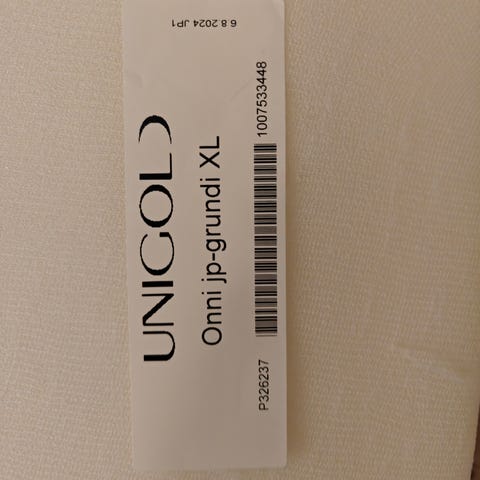 UNIGOLD
Onni jp-grundi XL
P326237
1007533448
6.8.2024 JP1